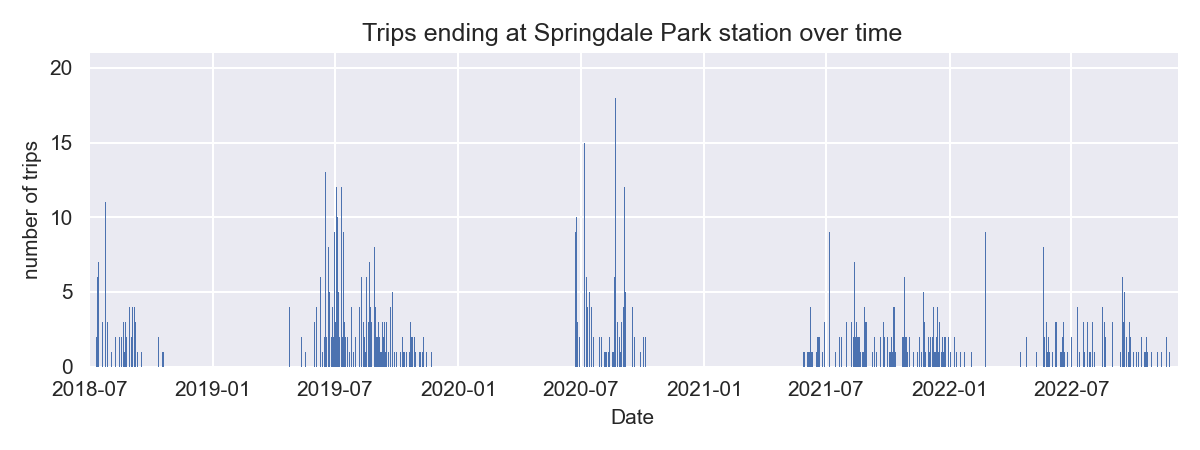 Trips ending at Springdale Park station over time
number of trips
20
15
10
5
0
2018-07 2019-01 2019-07 2020-01 2020-07 2021-01 2021-07 2022-01 2022-07
Date